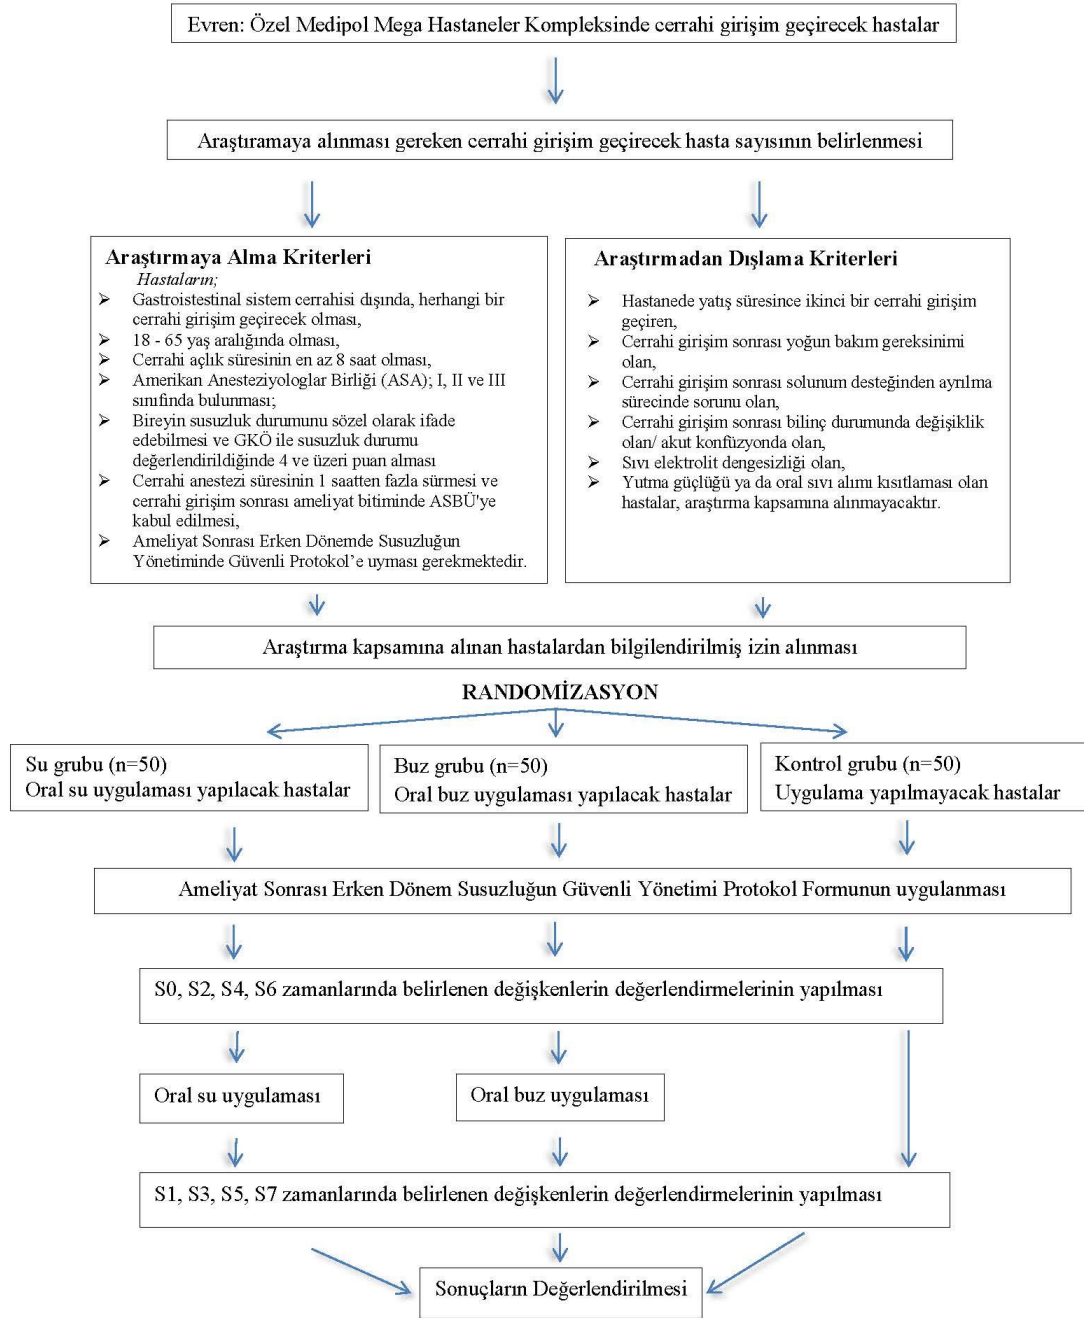 Evren: Özel Medipol Mega Hastaneler Kompleksinde cerrahi girişim geçirecek hastalar
Araştıramaya alınması gereken cerrahi girişim geçirecek hasta sayısının belirlenmesi
Araştırmaya Alma Kriterleri
Hastaların;
➤ Gastroistestinal sistem cerrahisi dışında, herhangi bir
cerrahi girişim geçirecek olması,
➤ 18 - 65 yaş aralığında olması,
➤ Cerrahi açlık süresinin en az 8 saat olması,
➤ Amerikan Anesteziyologlar Birliği (ASA); I, II ve III
sınıfında bulunması;
➤ Bireyin susuzluk durumunu sözel olarak ifade
edebilmesi ve GKÖ ile susuzluk durumu
değerlendirildiğinde 4 ve üzeri puan alması
➤ Cerrahi anestezi süresinin 1 saatten fazla sürmesi ve
cerrahi girişim sonrası ameliyat bitiminde ASBÜ'ye
kabul edilmesi,
➤ Ameliyat Sonrası Erken Dönemde Susuzluğun
Yönetiminde Güvenli Protokol’e uyması gerekmektedir.
Araştırmadan Dışlama Kriterleri
➤ Hastanede yatış süresince ikinci bir cerrahi girişim
geçiren,
➤ Cerrahi girişim sonrası yoğun bakım gereksinimi
olan,
➤ Cerrahi girişim sonrası solunum desteğinden ayrılma
sürecinde sorunu olan,
➤ Cerrahi girişim sonrası bilinç durumunda değişiklik
olan/ akut konfüzyonda olan,
➤ Sıvı elektrolit dengesizliği olan,
➤ Yutma güçlüğü ya da oral sıvı alımı kısıtlaması olan
hastalar, araştırma kapsamına alınmayacaktır.
Araştırma kapsamına alınan hastalardan bilgilendirilmiş izin alınması
RANDOMİZASYON
Su grubu (n=50)
Oral su uygulaması yapılacak hastalar
Buz grubu (n=50)
Oral buz uygulaması yapılacak hastalar
Kontrol grubu (n=50)
Uygulama yapılmayacak hastalar
Ameliyat Sonrası Erken Dönem Susuzluğun Güvenli Yönetimi Protokol Formunun uygulanması
S0, S2, S4, S6 zamanlarında belirlenen değişkenlerin değerlendirmelerinin yapılması
Oral su uygulaması
Oral buz uygulaması
S1, S3, S5, S7 zamanlarında belirlenen değişkenlerin değerlendirmelerinin yapılması
Sonuçların Değerlendirilmesi